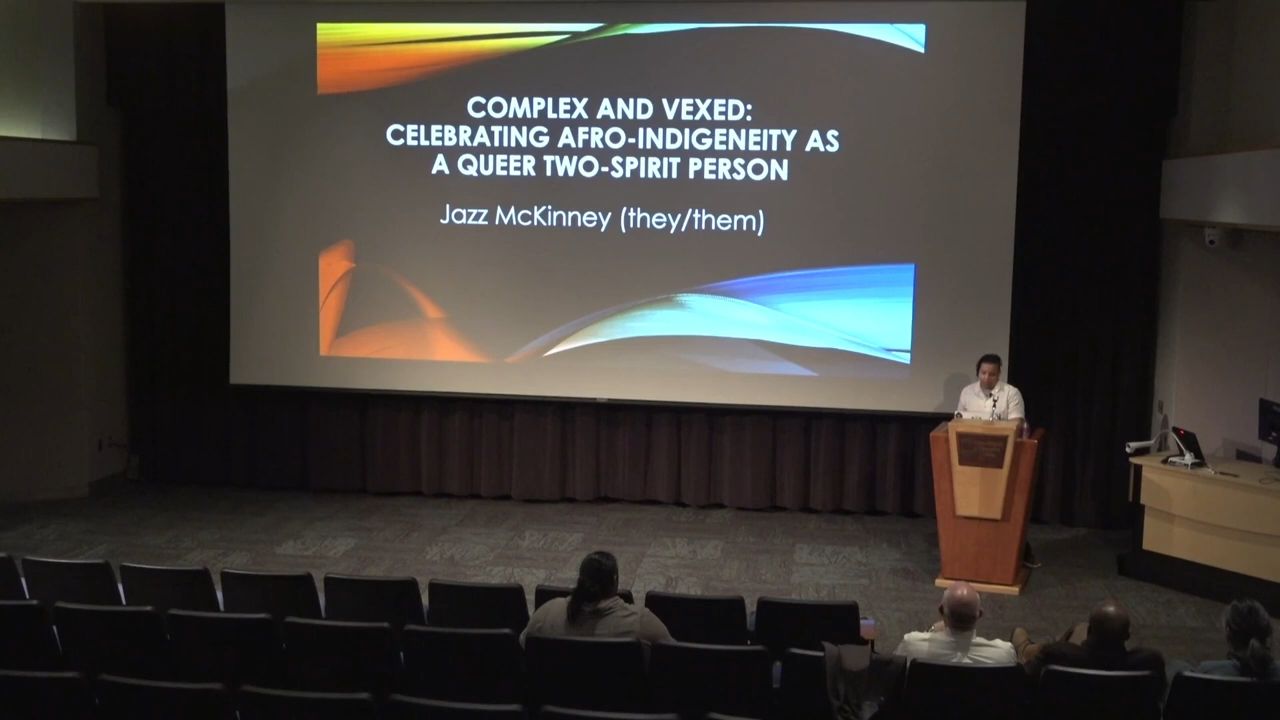 COMPLEX AND VEXED:
CELEBRATING AFRO-INDIGENEITY AS
A QUEER TWO-SPIRIT PERSON
Jazz McKinney (they/them)